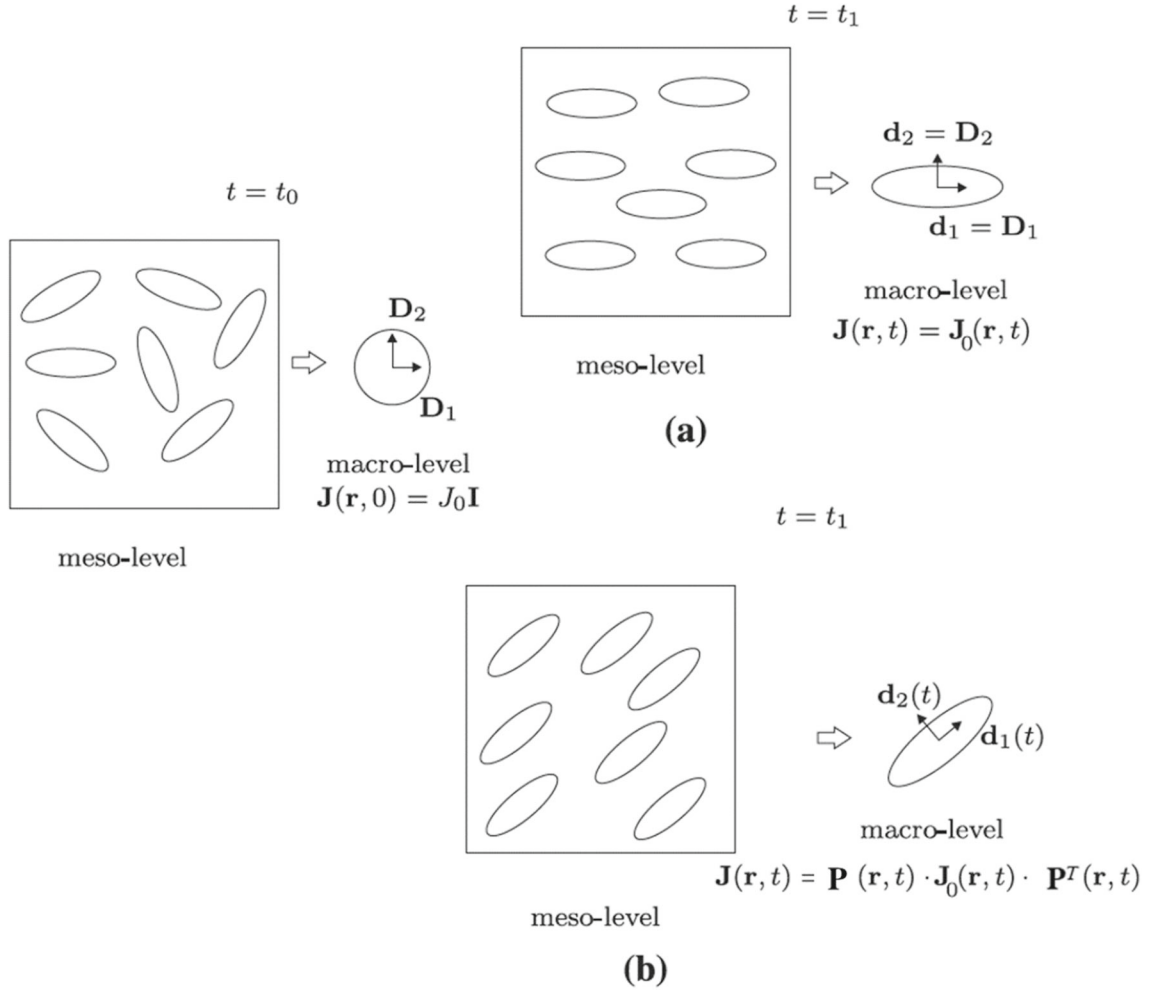 t = t₀
D₂
D₁
macro-level
J(r, 0) = J₀I
meso-level
t = t₁
d₂ = D₂
d₁ = D₁
macro-level
J(r, t) = J₀(r, t)
meso-level
(a)
t = t₁
d₂(t)
d₁(t)
macro-level
J(r, t) = P (r, t) · J₀(r, t) · Pᵀ(r, t)
meso-level
(b)